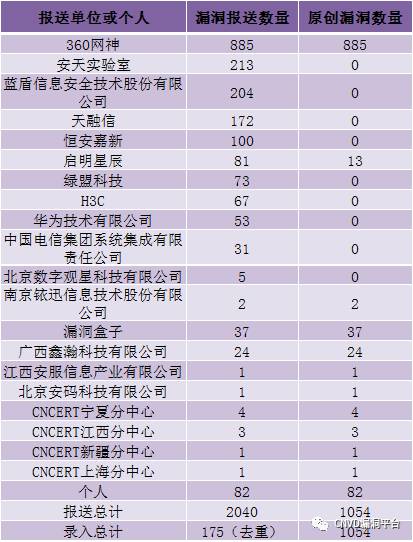 报送单位或个人 漏洞报送数量 原创漏洞数量
360网神 885 885
安天实验室 213 0
蓝盾信息安全技术股份有限
公司 204 0
天融信 172 0
恒安嘉新 100 0
启明星辰 81 13
绿盟科技 73 0
H3C 67 0
华为技术有限公司 53 0
中国电信集团系统集成有限
责任公司 31 0
北京数字观星科技有限公司 5 0
南京铱迅信息技术股份有限
公司 2 2
漏洞盒子 37 37
广西鑫瀚科技有限公司 24 24
江西安服信息产业有限公司 1 1
北京安码科技有限公司 1 1
CNCERT宁夏分中心 4 4
CNCERT江西分中心 3 3
CNCERT新疆分中心 1 1
CNCERT上海分中心 1 1
个人 82 82
报送总计 2040 1054
录入总计 175（去重） 1054
CNVD漏洞平台